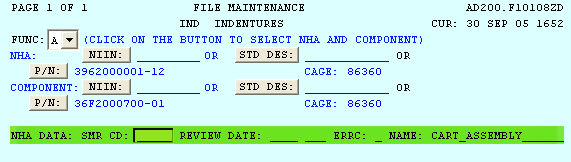 PAGE 1 OF 1 FILE MAINTENANCE AD200.F10108ZD
IND INDENTURES CUR: 30 SEP 05 1652
FUNC: A (CLICK ON THE BUTTON TO SELECT NHA AND COMPONENT)
NHA: NIIN: OR STD DES: OR
P/N: 3962000001-12 CAGE: 86360
COMPONENT: NIIN: OR STD DES: OR
P/N: 36F2000700-01 CAGE: 86360
NHA DATA: SMR CD: REVIEW DATE: ERRC: _ NAME: CART_ASSEMBLY